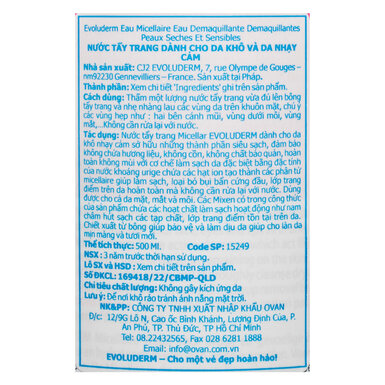 Evoluderm Eau Micellaire Eau Demaquillante Demaquillantes
Peaux Seches Et Sensibles
NƯỚC TẨY TRANG DÀNH CHO DA KHÔ VÀ DA NHẠY
CẢM
Nhà sản xuất: CJ2 EVOLUDERM, 7, rue Olympe de Gouges –
nm92230 Gennevilliers – France. Sản xuất tại Pháp.
Thành phần: Xem chi tiết 'Ingredients' ghi trên sản phẩm.
Cách dùng: Thấm một lượng nước tẩy trang vừa đủ lên bông
tẩy trang và nhẹ nhàng lau các vùng da trên khuôn mặt, chú ý
các vùng hẹp như : hai bên cánh mũi, vùng dưới môi, vùng
mắt...Không cần rửa lại với nước.
Tác dụng: Nước tẩy trang Micellar EVOLUDERM dành cho da
khô nhạy cảm sở hữu những thành phần siêu sạch, đảm bảo
không chứa hương liệu, không cồn, không chất bảo quản, hoàn
toàn không mùi với cơ chế làm sạch da đặc biệt bằng đặc tính
của nước khoáng urige chứa các hạt ion tạo thành các phân tử
micellaire giúp làm sạch, loại bỏ bụi bẩn cứng đầu, lớp trang
điểm trên da hoàn toàn mà không cần rửa lại với nước. Dùng
được cho cả da mặt, mắt và môi. Các Mixen có trong công thức
của sản phẩm chứa các hoạt chất làm sạch hoạt động như nam
châm hút sạch các tạp chất, lớp trang điểm tồn tại trên da.
Chiết xuất từ bông giúp bảo vệ và làm dịu da giúp cho làn da
mịn màng và tươi mới.
Thể tích thực: 500 Ml. Code SP: 15249
NSX : 3 năm trước thời hạn sử dụng.
Lô SX và HSD : Xem chi tiết trên sản phẩm.
Số ĐKCL: 169418/22/CBMP-QLD
Chỉ tiêu chất lượng: Không gây kích ứng da
Lưu ý: Để nơi khô ráo tránh ánh nắng mặt trời.
NK&PP: CÔNG TY TNHH XUẤT NHẬP KHẨU OVAN
Đ/c: 12/9G Lô N, Cao ốc Bình Khánh, Lương Định Của, P.
An Phú, TP. Thủ Đức, TP Hồ Chí Minh
Tel: 08.22432565, Fax: 028 6281 1888
Email: info@ovan.com.vn
EVOLUDERM – Cho một vẻ đẹp hoàn hảo!